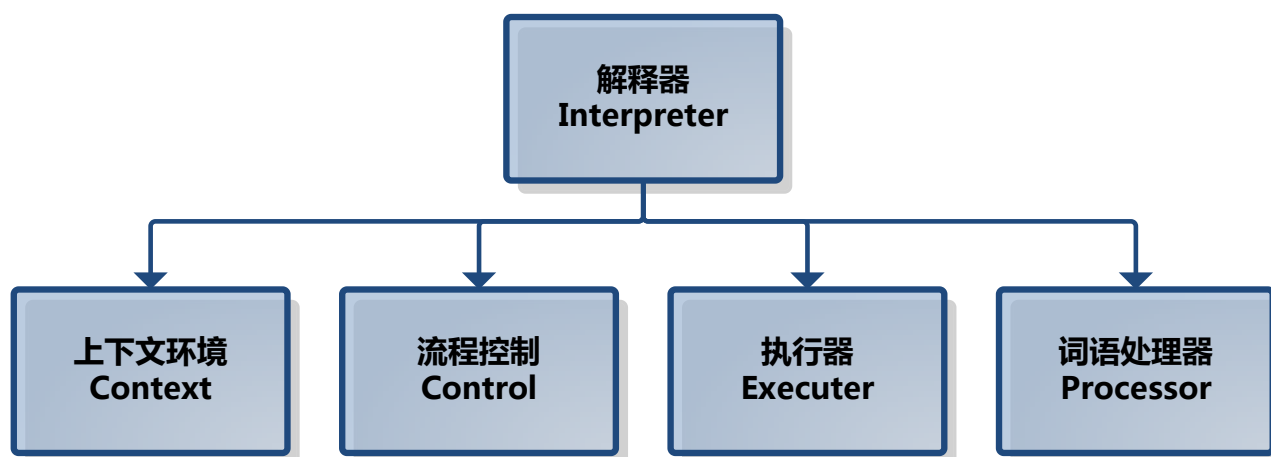 解释器
Interpreter
上下文环境
Context
流程控制
Control
执行器
Executer
词语处理器
Processor